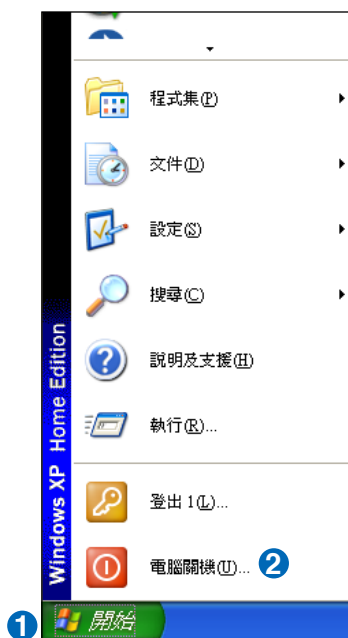 程式集(P)
文件(D)
設定(S)
搜尋(C)
說明及支援(H)
執行(R)...
登出 1(L)...
電腦關機(U)... 2
Windows XP Home Edition
1 開始